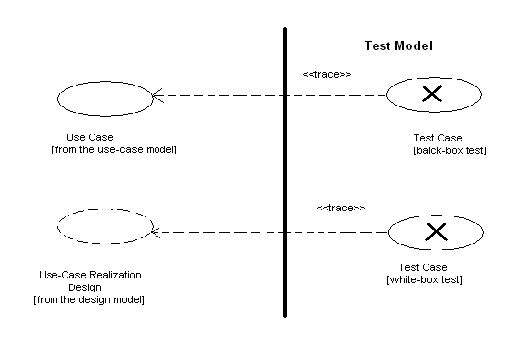 Test Model
<<trace>>
Use Case
[from the use-case model]
Test Case
[balck-box test]
<<trace>>
Use-Case Realization
Design
[from the design model]
Test Case
[white-box test]